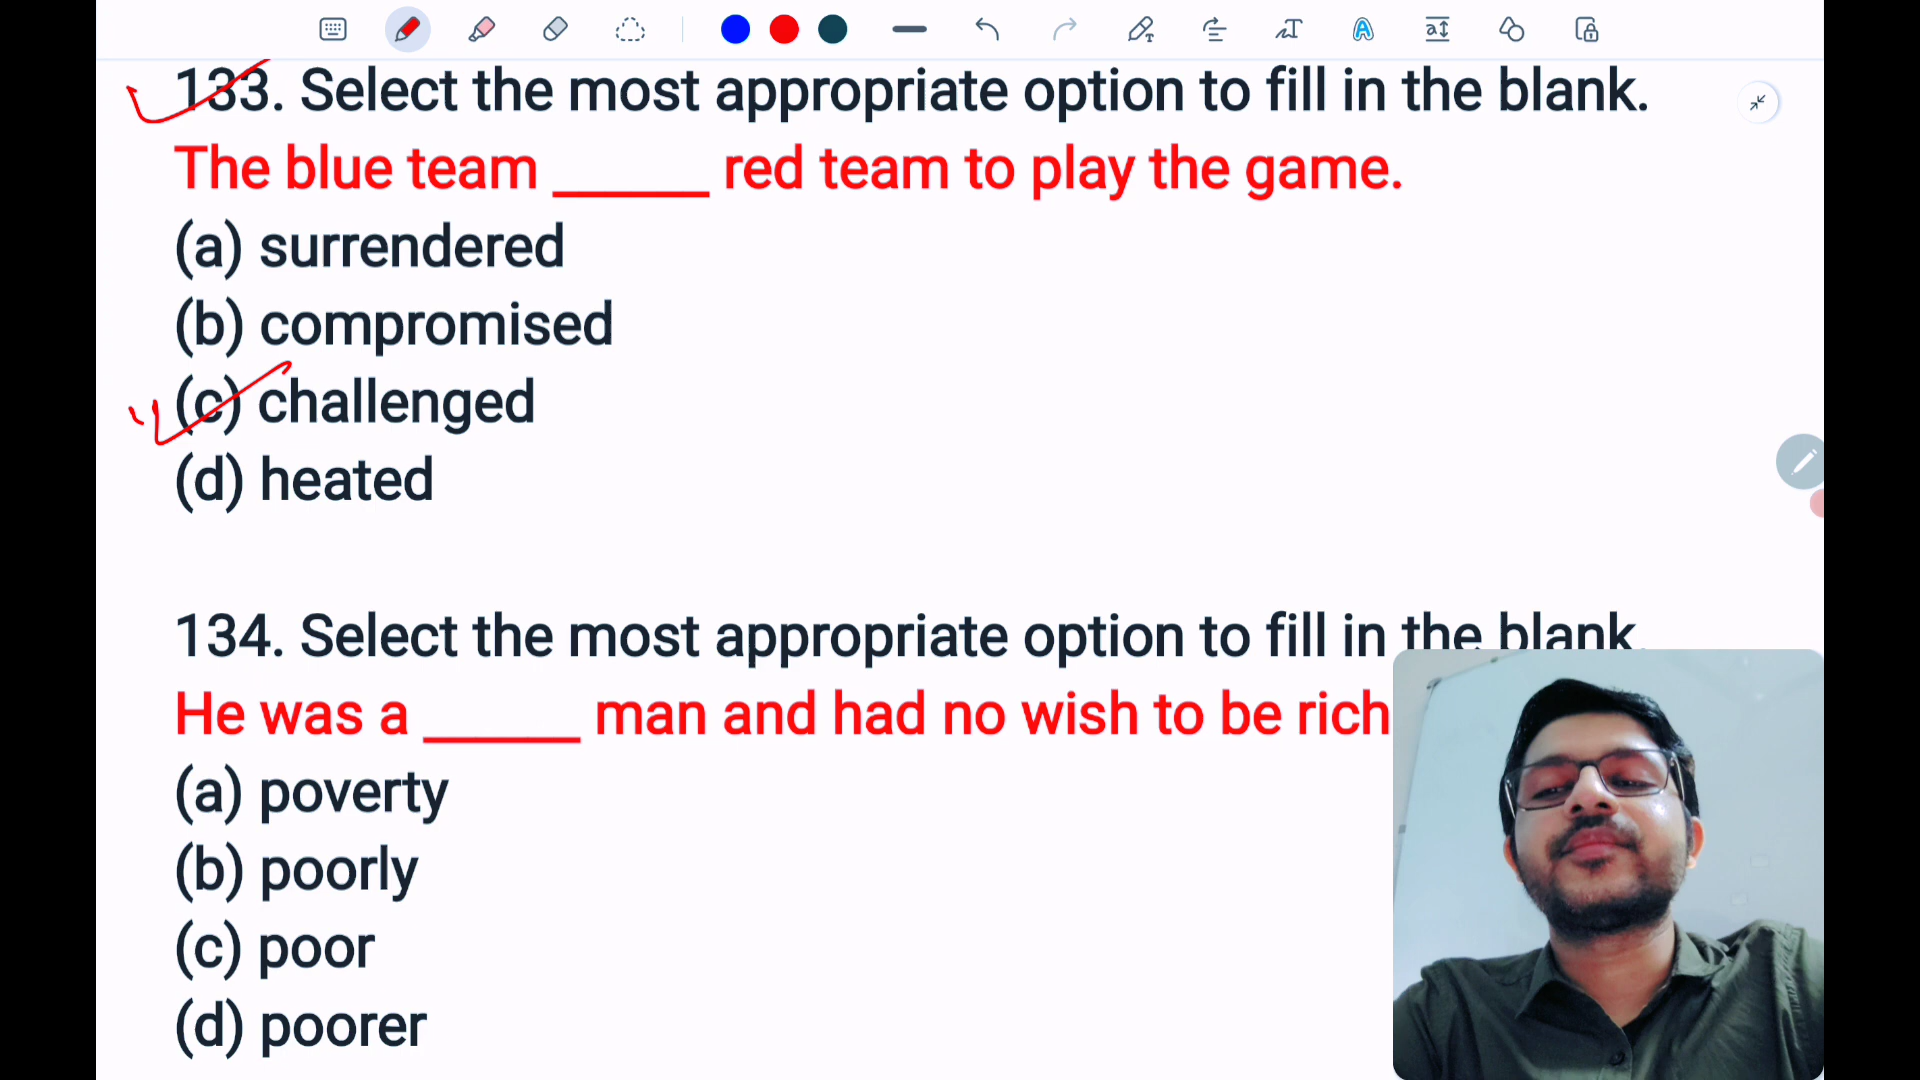 133. Select the most appropriate option to fill in the blank.
The blue team ______ red team to play the game.
(a) surrendered
(b) compromised
(c) challenged
(d) heated
134. Select the most appropriate option to fill in the blank.
He was a ______ man and had no wish to be rich
(a) poverty
(b) poorly
(c) poor
(d) poorer